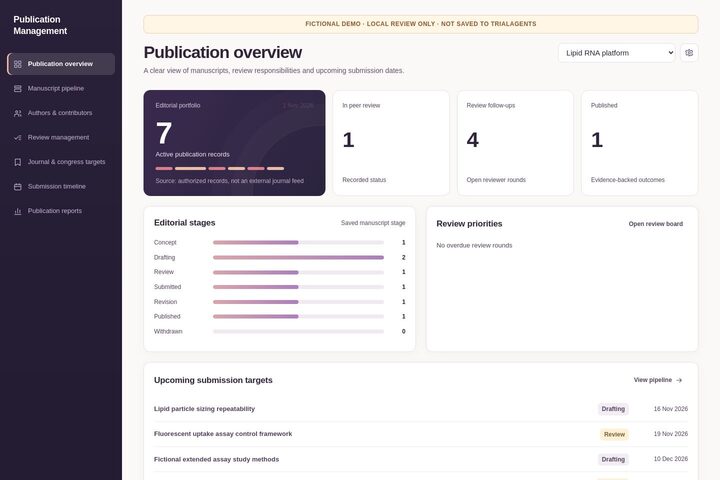 Publication
Management
Publication overview
Manuscript pipeline
Authors & contributors
Review management
Journal & congress targets
Submission timeline
Publication reports
FICTIONAL DEMO · LOCAL REVIEW ONLY · NOT SAVED TO TRIALAGENTS
Publication overview
Lipid RNA platform
A clear view of manuscripts, review responsibilities and upcoming submission dates.
Editorial portfolio
7
Active publication records
Source: authorized records, not an external journal feed
In peer review
1
Recorded status
Review follow-ups
4
Open reviewer rounds
Published
1
Evidence-backed outcomes
Editorial stages
Saved manuscript stage
Concept 1
Drafting 2
Review 1
Submitted 1
Revision 1
Published 1
Withdrawn 0
Review priorities
Open review board
No overdue review rounds
Upcoming submission targets
View pipeline
Lipid particle sizing repeatability Drafting 16 Nov 2026
Fluorescent uptake assay control framework Review 19 Nov 2026
Fictional extended assay study methods Drafting 10 Dec 2026